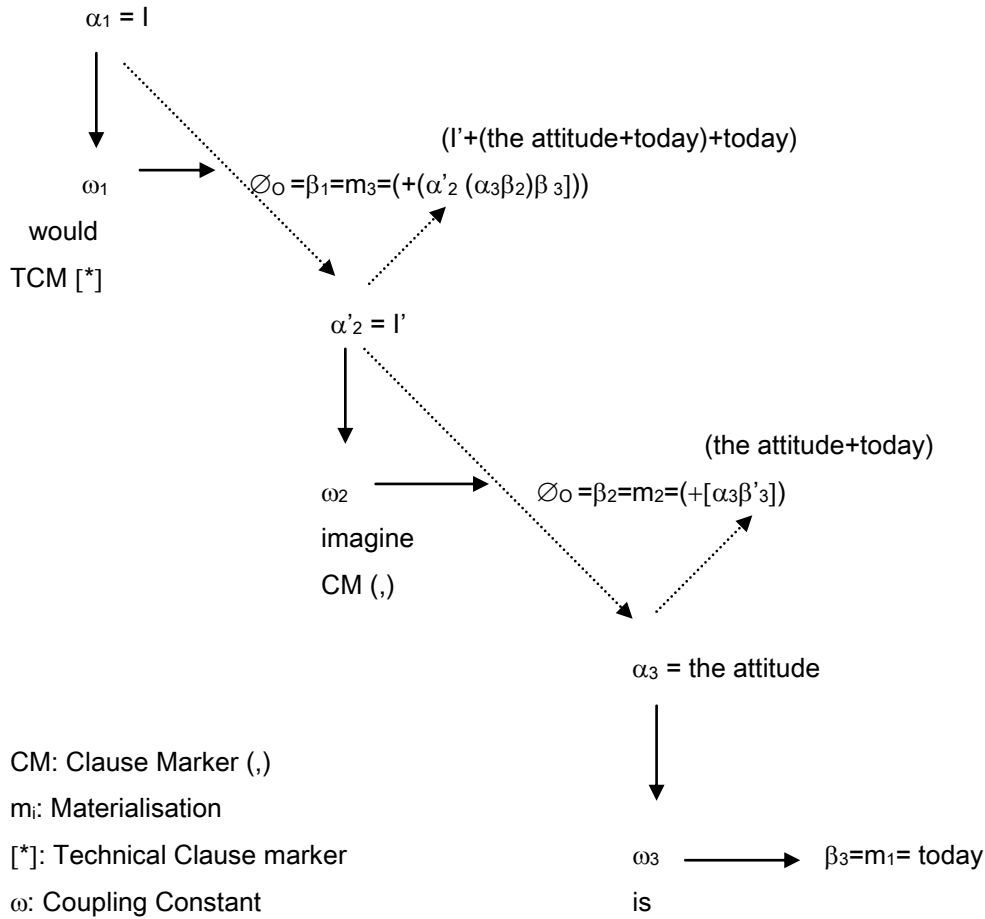 α1 = I
(I'+(the attitude+today)+today)
ω1
∅O =β1=m3=(+(α'2 (α3β2)β 3]))
would
TCM [*]
α'2 = I'
(the attitude+today)
ω2
∅O =β2=m2=(+[α3β'3])
imagine
CM (,)
α3 = the attitude
CM: Clause Marker (,)
mi: Materialisation
[*]: Technical Clause marker
ω3
β3=m1= today
ω: Coupling Constant
is